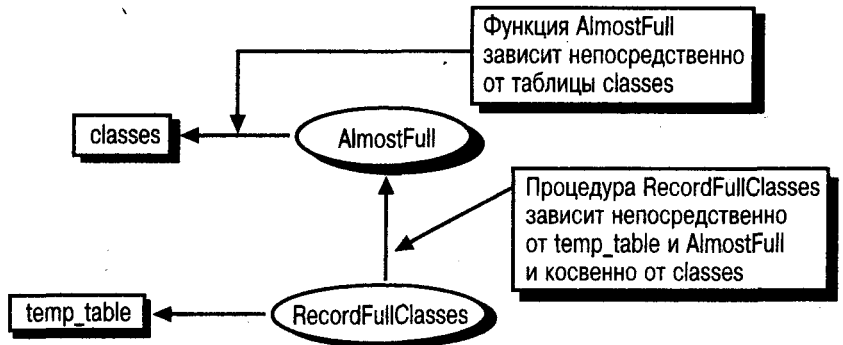 Функция AlmostFull
зависит непосредственно
от таблицы classes
classes
AlmostFull
Процедура RecordFullClasses
зависит непосредственно
от temp_table и AlmostFull
и косвенно от classes
temp_table
RecordFullClasses